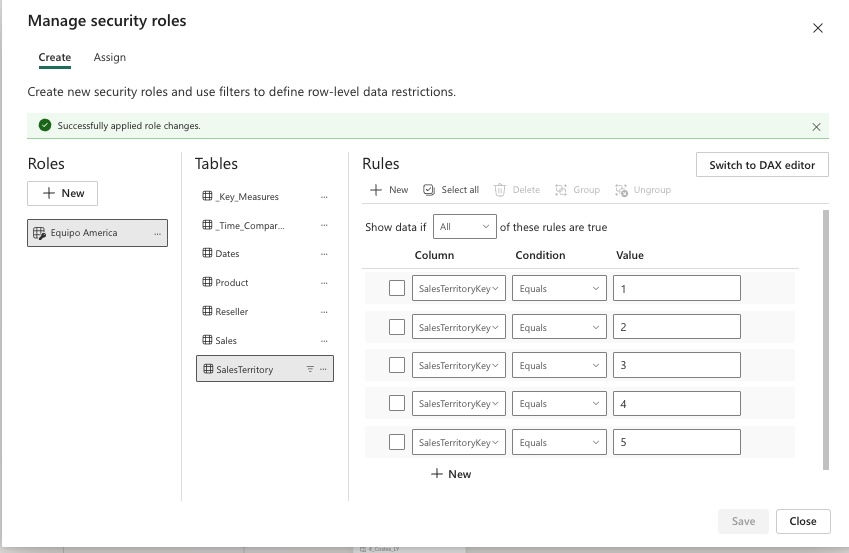 Manage security roles
Create Assign
Create new security roles and use filters to define row-level data restrictions.
Successfully applied role changes.
Roles
New
Equipo America
Tables
_Key_Measures
_Time_Compar...
Dates
Product
Reseller
Sales
SalesTerritory
Rules
Switch to DAX editor
New Select all Delete Group Ungroup
Show data if All of these rules are true
Column Condition Value
SalesTerritoryKey Equals 1
SalesTerritoryKey Equals 2
SalesTerritoryKey Equals 3
SalesTerritoryKey Equals 4
SalesTerritoryKey Equals 5
New
Save Close